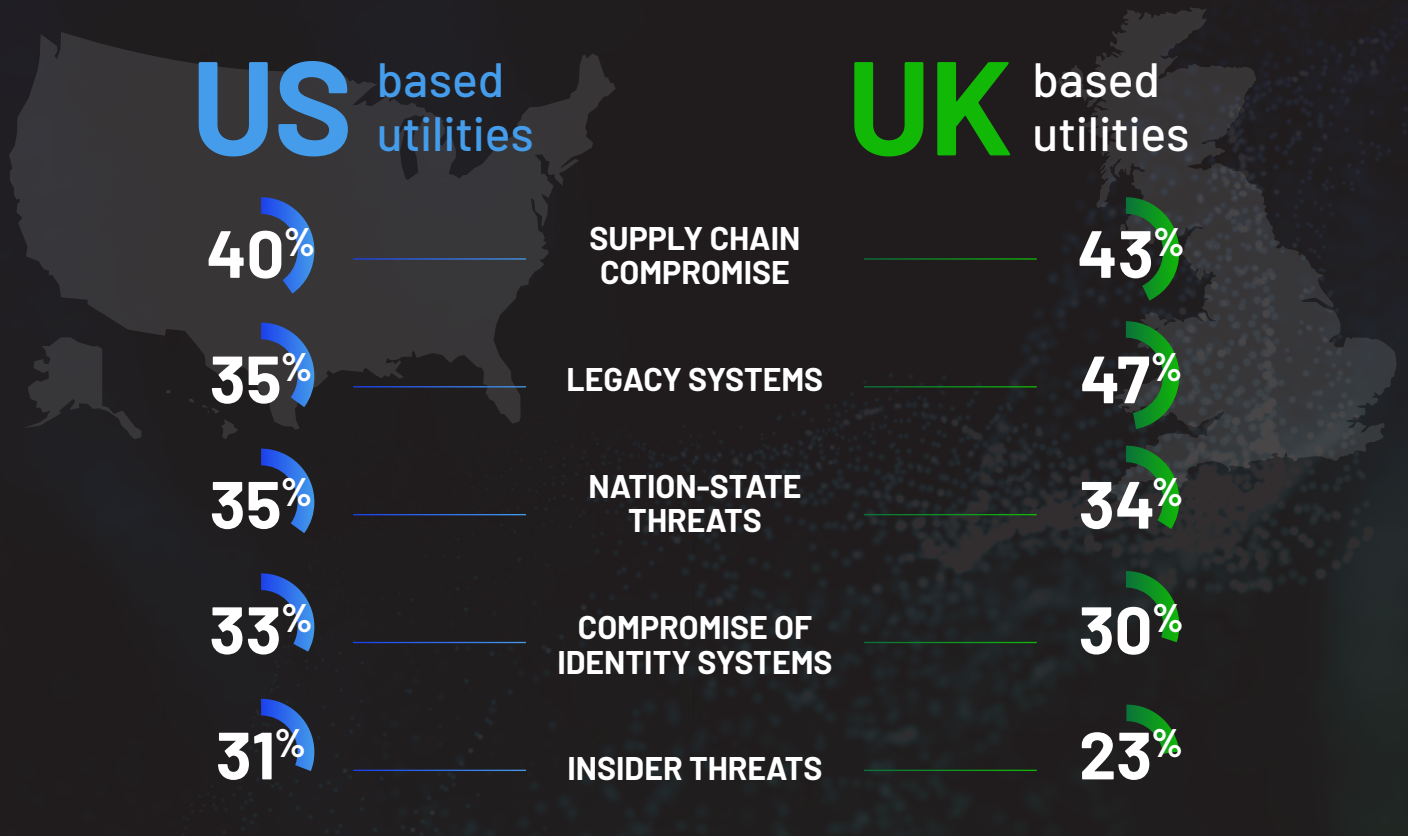 US based
utilities
UK based
utilities
40% SUPPLY CHAIN
COMPROMISE 43%
35% LEGACY SYSTEMS 47%
35% NATION-STATE
THREATS 34%
33% COMPROMISE OF
IDENTITY SYSTEMS 30%
31% INSIDER THREATS 23%